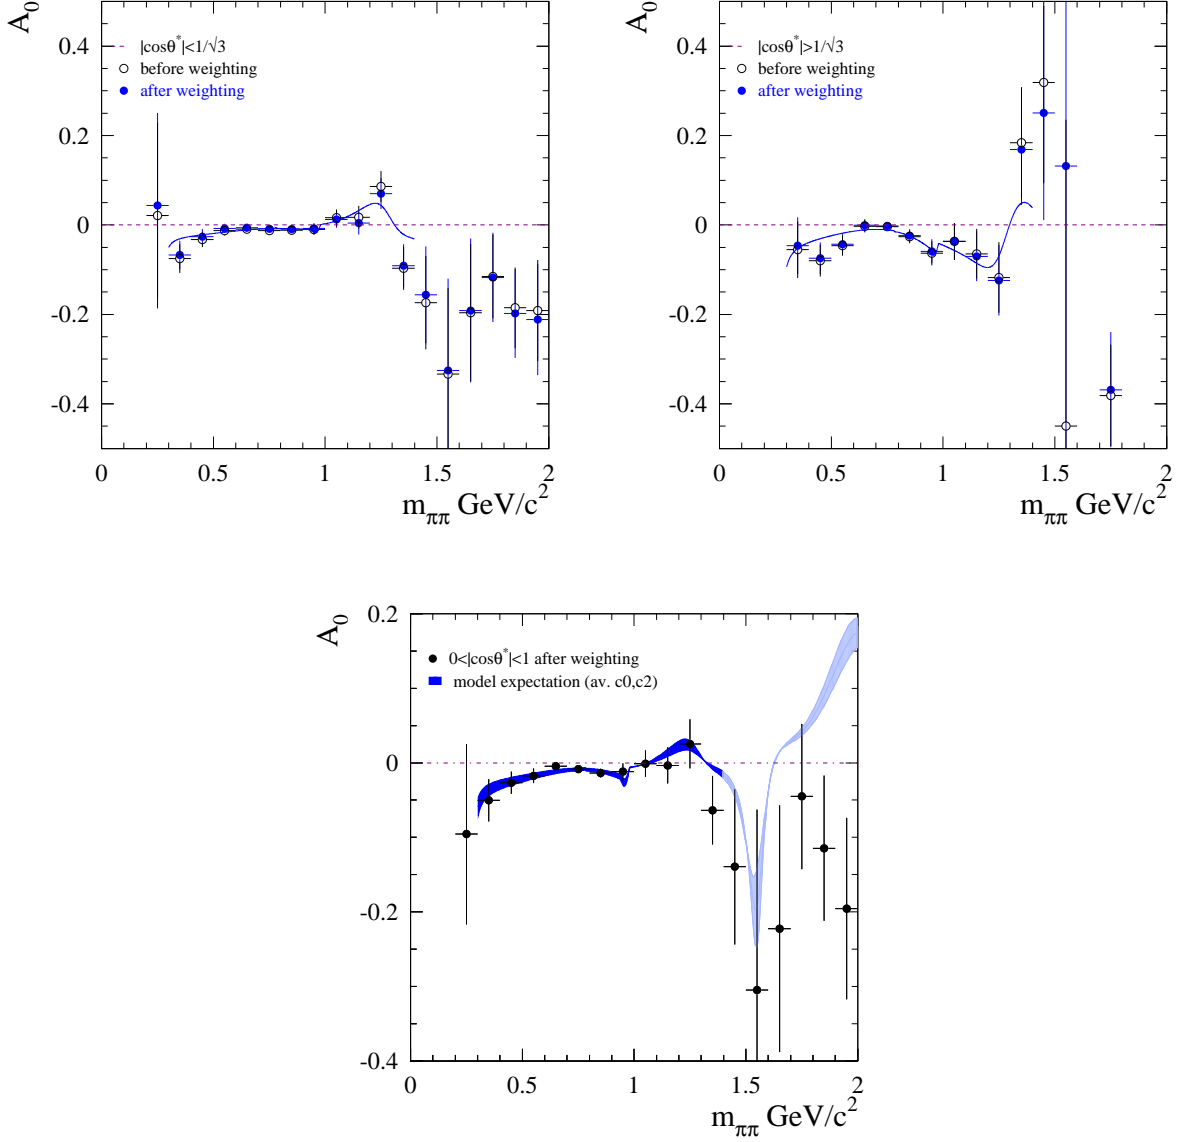 A₀
0.4
0.2
0
-0.2
-0.4
|cosθ*|<1/√3
before weighting
after weighting
0 0.5 1 1.5 2
m_ππ GeV/c²
A₀
0.4
0.2
0
-0.2
-0.4
|cosθ*|>1/√3
before weighting
after weighting
0 0.5 1 1.5 2
m_ππ GeV/c²
A₀
0.2
0
-0.2
-0.4
0<|cosθ*|<1 after weighting
model expectation (av. c0,c2)
0 0.5 1 1.5 2
m_ππ GeV/c²